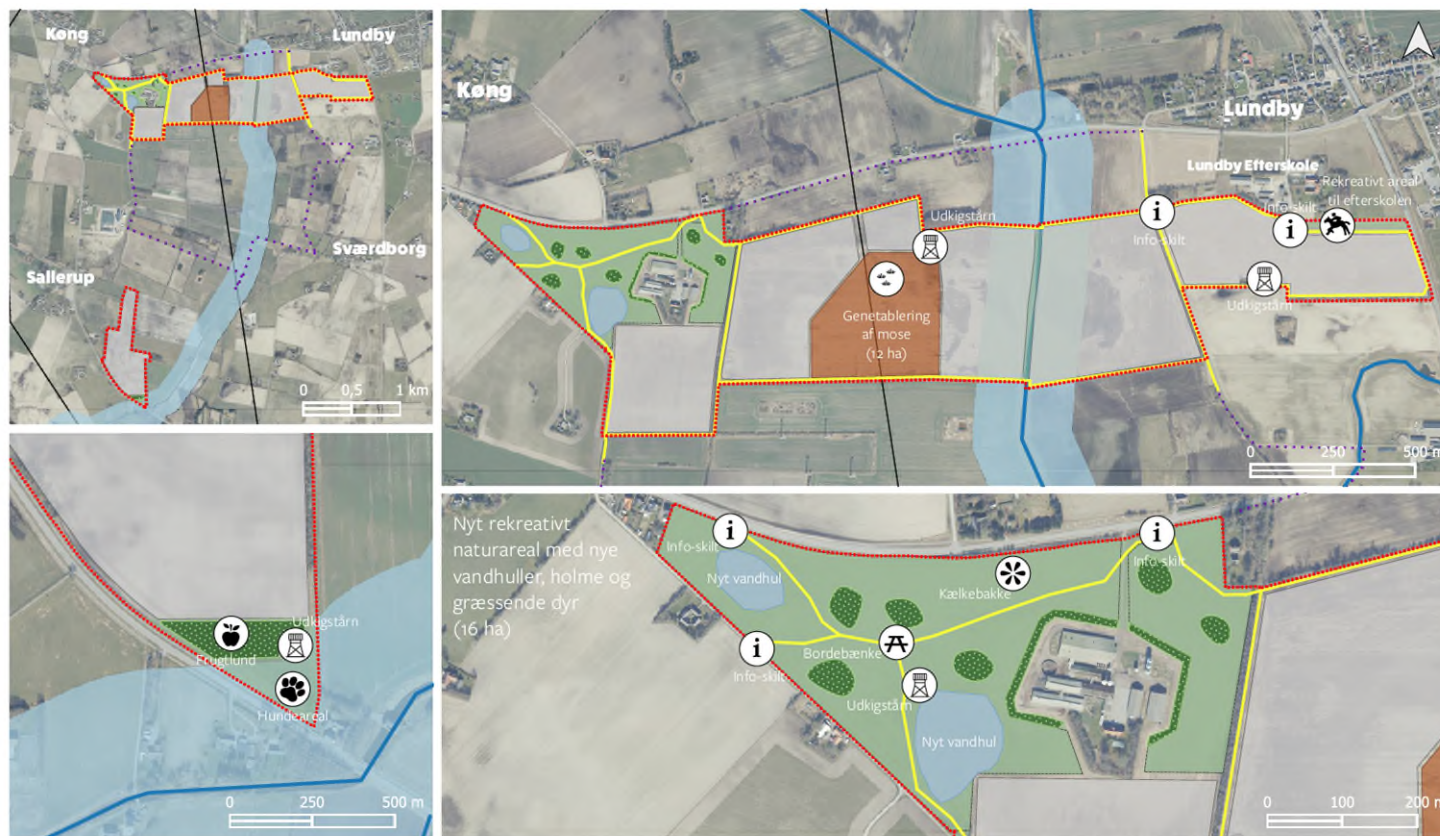 Køng
Lundby
Sværdborg
Sallerup
0 0,5 1 km
Køng
Lundby
Lundby Efterskole
Rekreativt areal
til efterskolen
Info-skilt
Udkigstårn
i
Info-skilt
i
Udkigstårn
Genetablering
af mose
(12 ha)
0 250 500 m
Udkigstårn
Frugtlund
Hundeareal
0 250 500 m
Nyt rekreativt
naturareal med nye
vandhuller, holme og
græssende dyr
(16 ha)
i
Info-skilt
i
Info-skilt
Nyt vandhul
Kælkebakke
i
Info-skilt
Bordebænke
Udkigstårn
Nyt vandhul
0 100 200 m